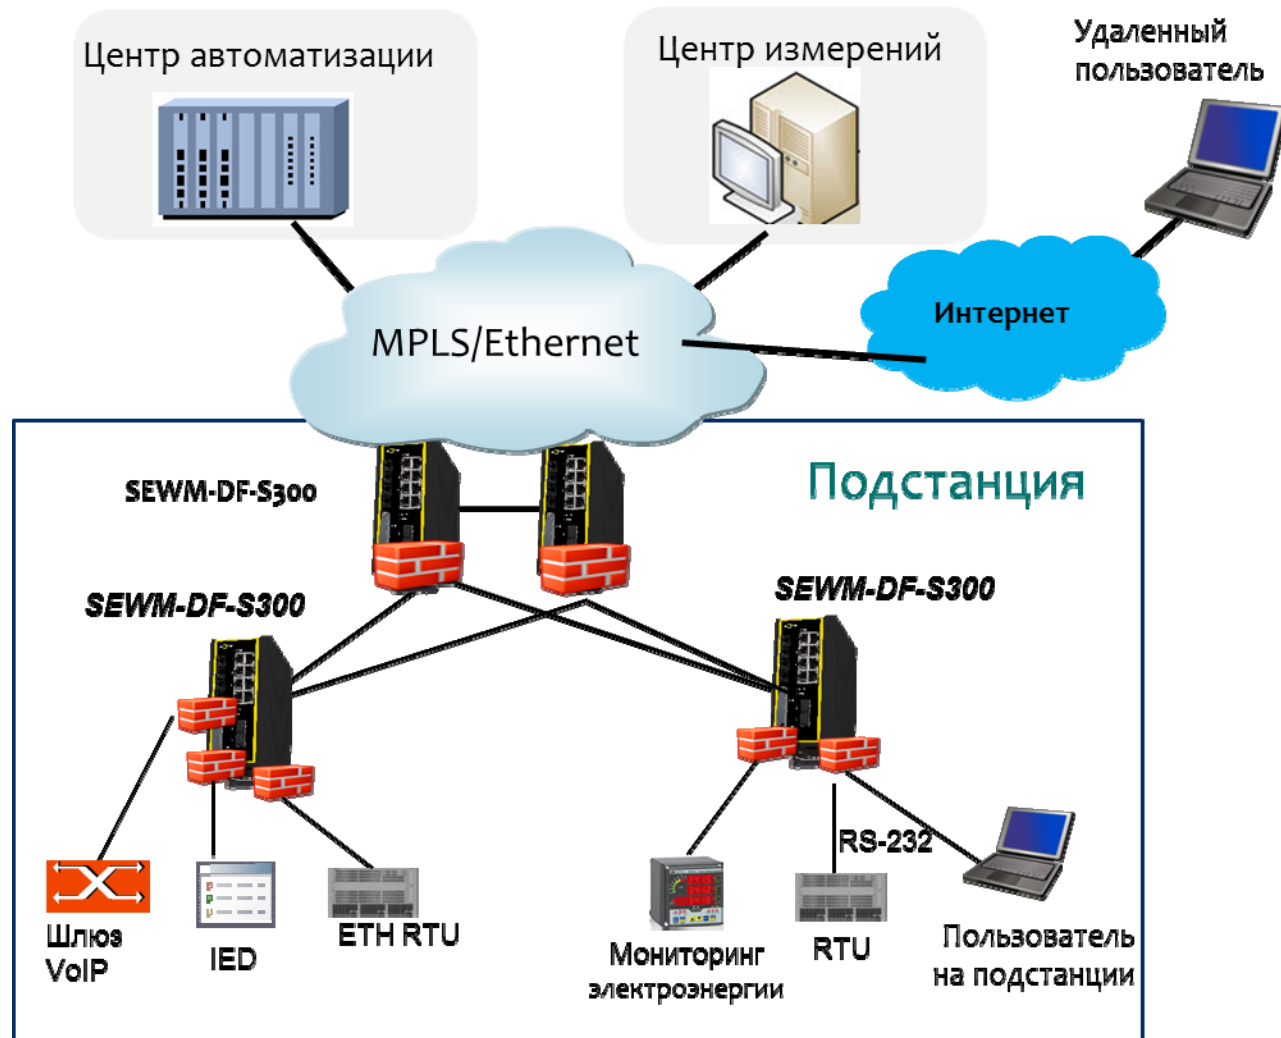 Центр автоматизации
Центр измерений
Удаленный
пользователь
MPLS/Ethernet
Интернет
Подстанция
SEWM-DF-S300
SEWM-DF-S300
SEWM-DF-S300
RS-232
Шлюз
VoIP
IED
ETH RTU
Мониторинг
электроэнергии
RTU
Пользователь
на подстанции